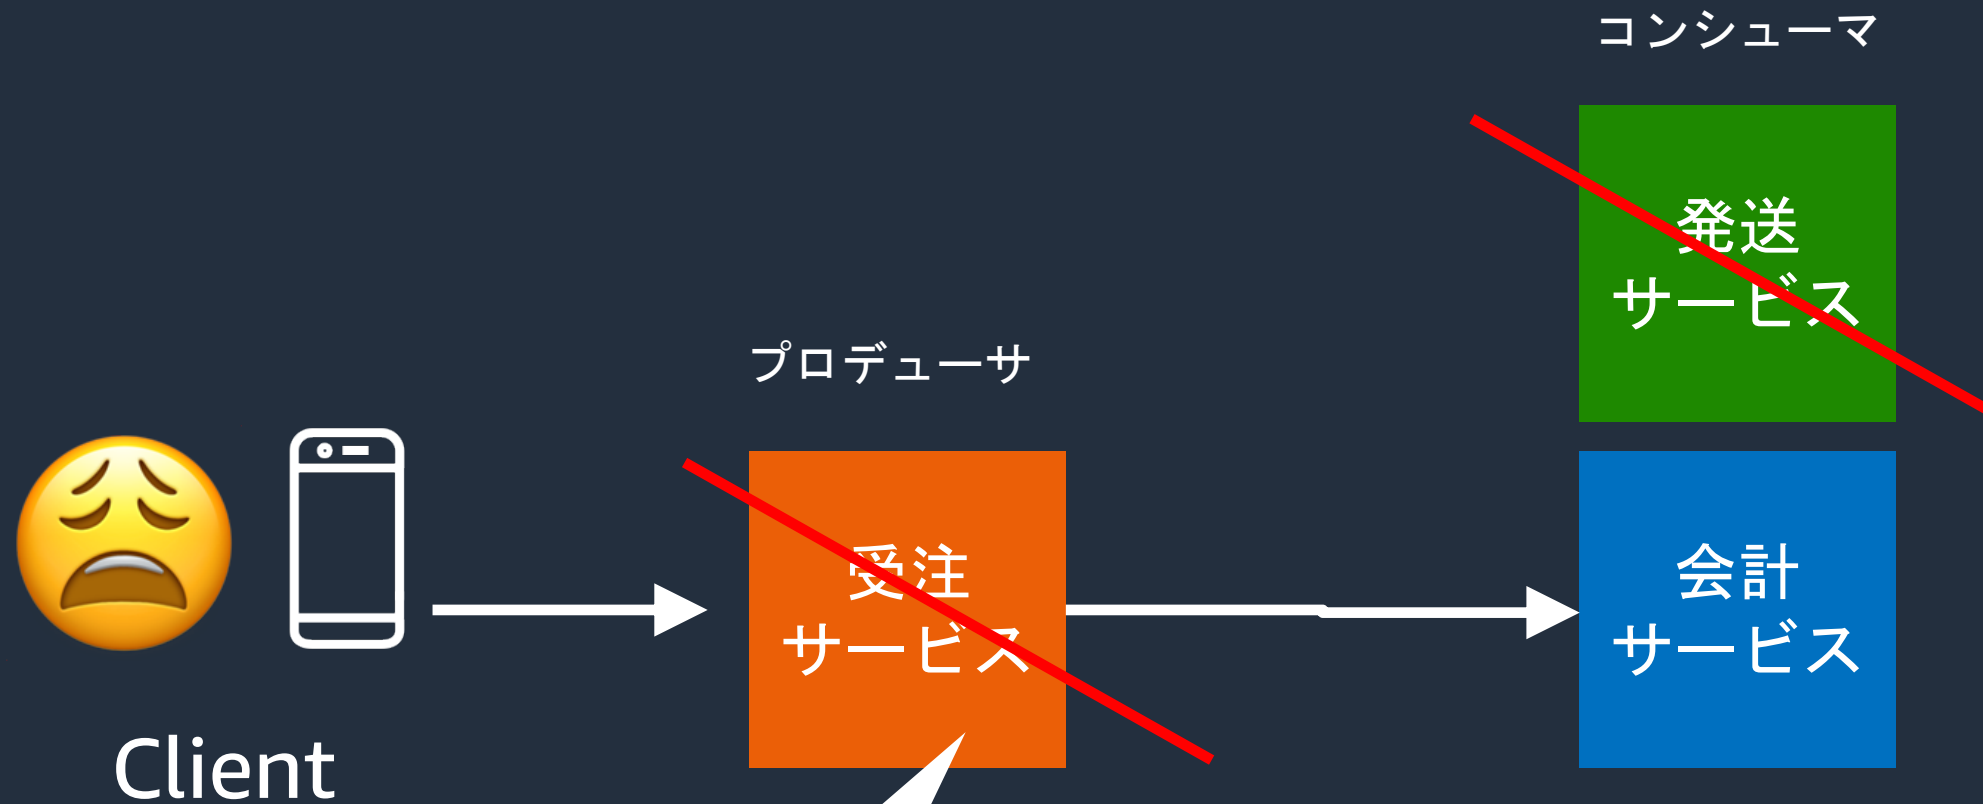 コンシューマ
発送
サービス
プロデューサ
受注
サービス
会計
サービス
Client